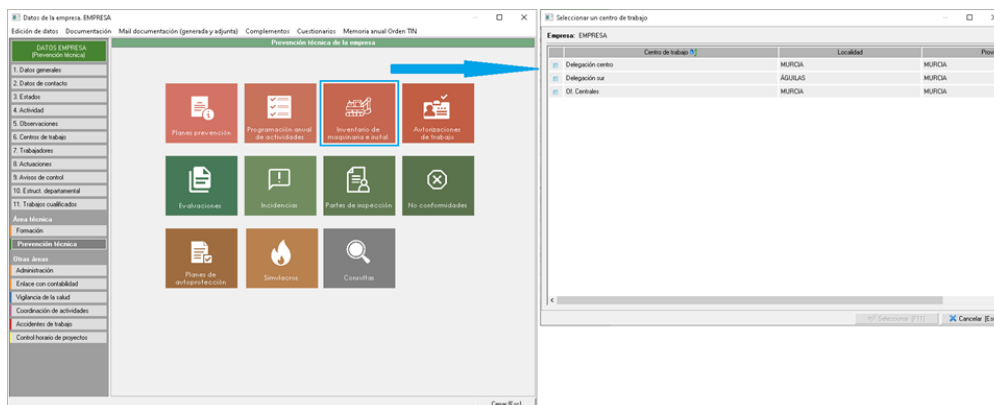 Datos de la empresa. EMPRESA
Edición de datos Documentación Mail documentación (generada y adjunta) Complementos Cuestionarios Memoria anual Orden TIN
DATOS EMPRESA
(Prevención técnica)
1. Datos generales
2. Datos de contacto
3. Estados
4. Actividad
5. Observaciones
6. Centros de trabajo
7. Trabajadores
8. Actuaciones
9. Avisos de control
10. Estruct. departamental
11. Trabajos cualificados
Área técnica
Formación
Prevención técnica
Otras áreas
Administración
Enlace con contabilidad
Vigilancia de la salud
Coordinación de actividades
Accidentes de trabajo
Control horario de proyectos
Prevención técnica de la empresa
Planes prevención
Programación anual
de actividades
Inventario de
maquinaria e instal.
Autorizaciones
de trabajo
Evaluaciones
Incidencias
Partes de inspección
No conformidades
Planes de
autoprotección
Simulacros
Consultas
Cerrar [Esc]
Seleccionar un centro de trabajo
Empresa: EMPRESA
Centro de trabajo Localidad Provi
Delegación centro MURCIA MURCIA
Delegación sur ÁGUILAS MURCIA
Of. Centrales MURCIA MURCIA
Seleccionar [F11] Cancelar [Es